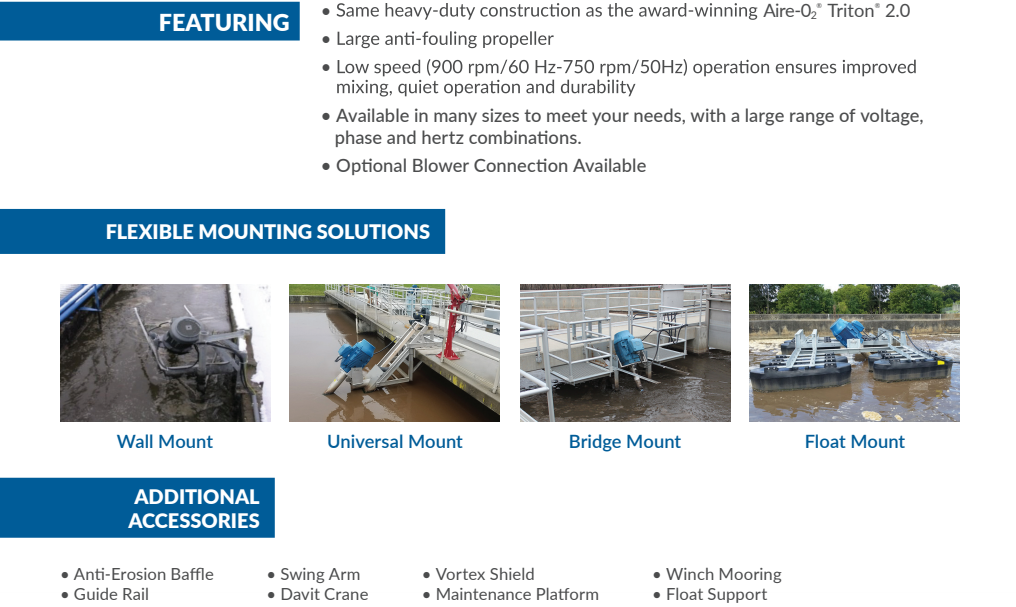 FEATURING
• Same heavy-duty construction as the award-winning Aire-0₂® Triton® 2.0
• Large anti-fouling propeller
• Low speed (900 rpm/60 Hz-750 rpm/50Hz) operation ensures improved
mixing, quiet operation and durability
• Available in many sizes to meet your needs, with a large range of voltage,
phase and hertz combinations.
• Optional Blower Connection Available
FLEXIBLE MOUNTING SOLUTIONS
Wall Mount
Universal Mount
Bridge Mount
Float Mount
ADDITIONAL
ACCESSORIES
• Anti-Erosion Baffle
• Guide Rail
• Swing Arm
• Davit Crane
• Vortex Shield
• Maintenance Platform
• Winch Mooring
• Float Support